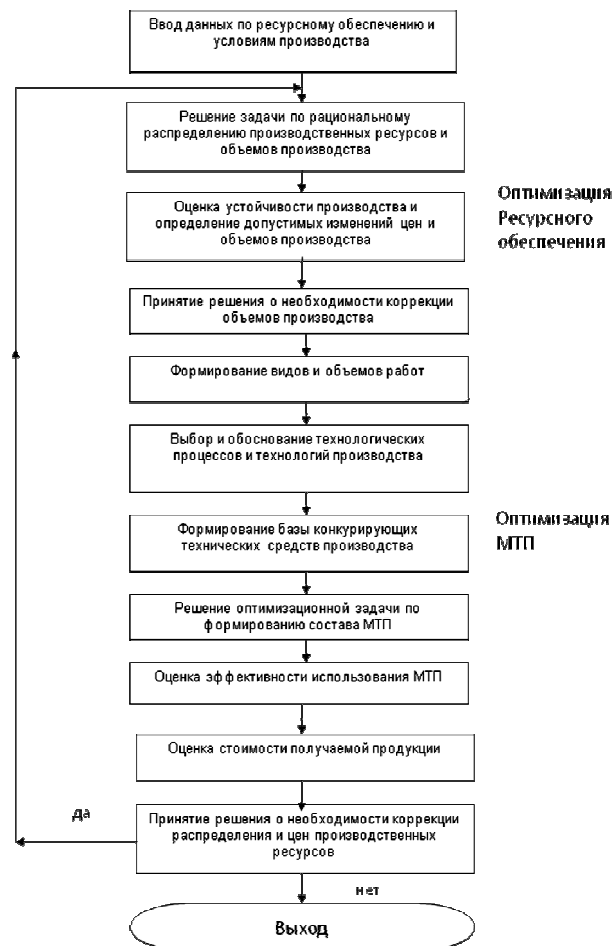 Ввод данных по ресурсному обеспечению и
условиям производства
Решение задачи по рациональному
распределению производственных ресурсов и
объемов производства
Оценка устойчивости производства и
определение допустимых изменений цен и
объемов производства
Оптимизация
Ресурсного
обеспечения
Принятие решения о необходимости коррекции
объемов производства
Формирование видов и объемов работ
Выбор и обоснование технологических
процессов и технологий производства
Формирование базы конкурирующих
технических средств производства
Оптимизация
МТП
Решение оптимизационной задачи по
формированию состава МТП
Оценка эффективности использования МТП
Оценка стоимости получаемой продукции
да
Принятие решения о необходимости коррекции
распределения и цен производственных
ресурсов
нет
Выход